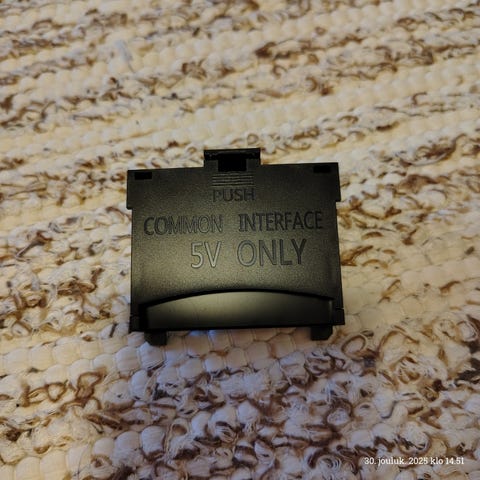 PUSH
COMMON INTERFACE
5V ONLY
30. jouluk. 2025 klo 14.51